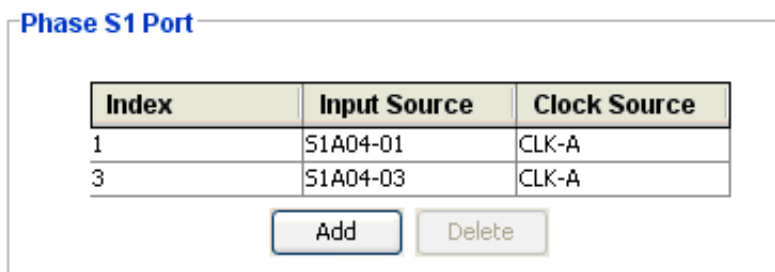 Phase S1 Port
Index Input Source Clock Source
1 S1A04-01 CLK-A
3 S1A04-03 CLK-A
Add Delete